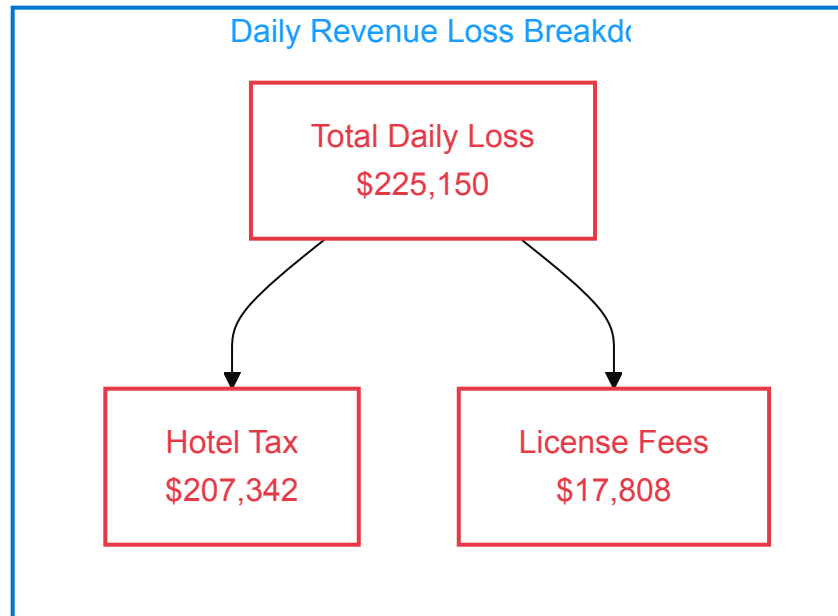 Daily Revenue Loss Breakd
Total Daily Loss
$225,150
Hotel Tax
$207,342
License Fees
$17,808